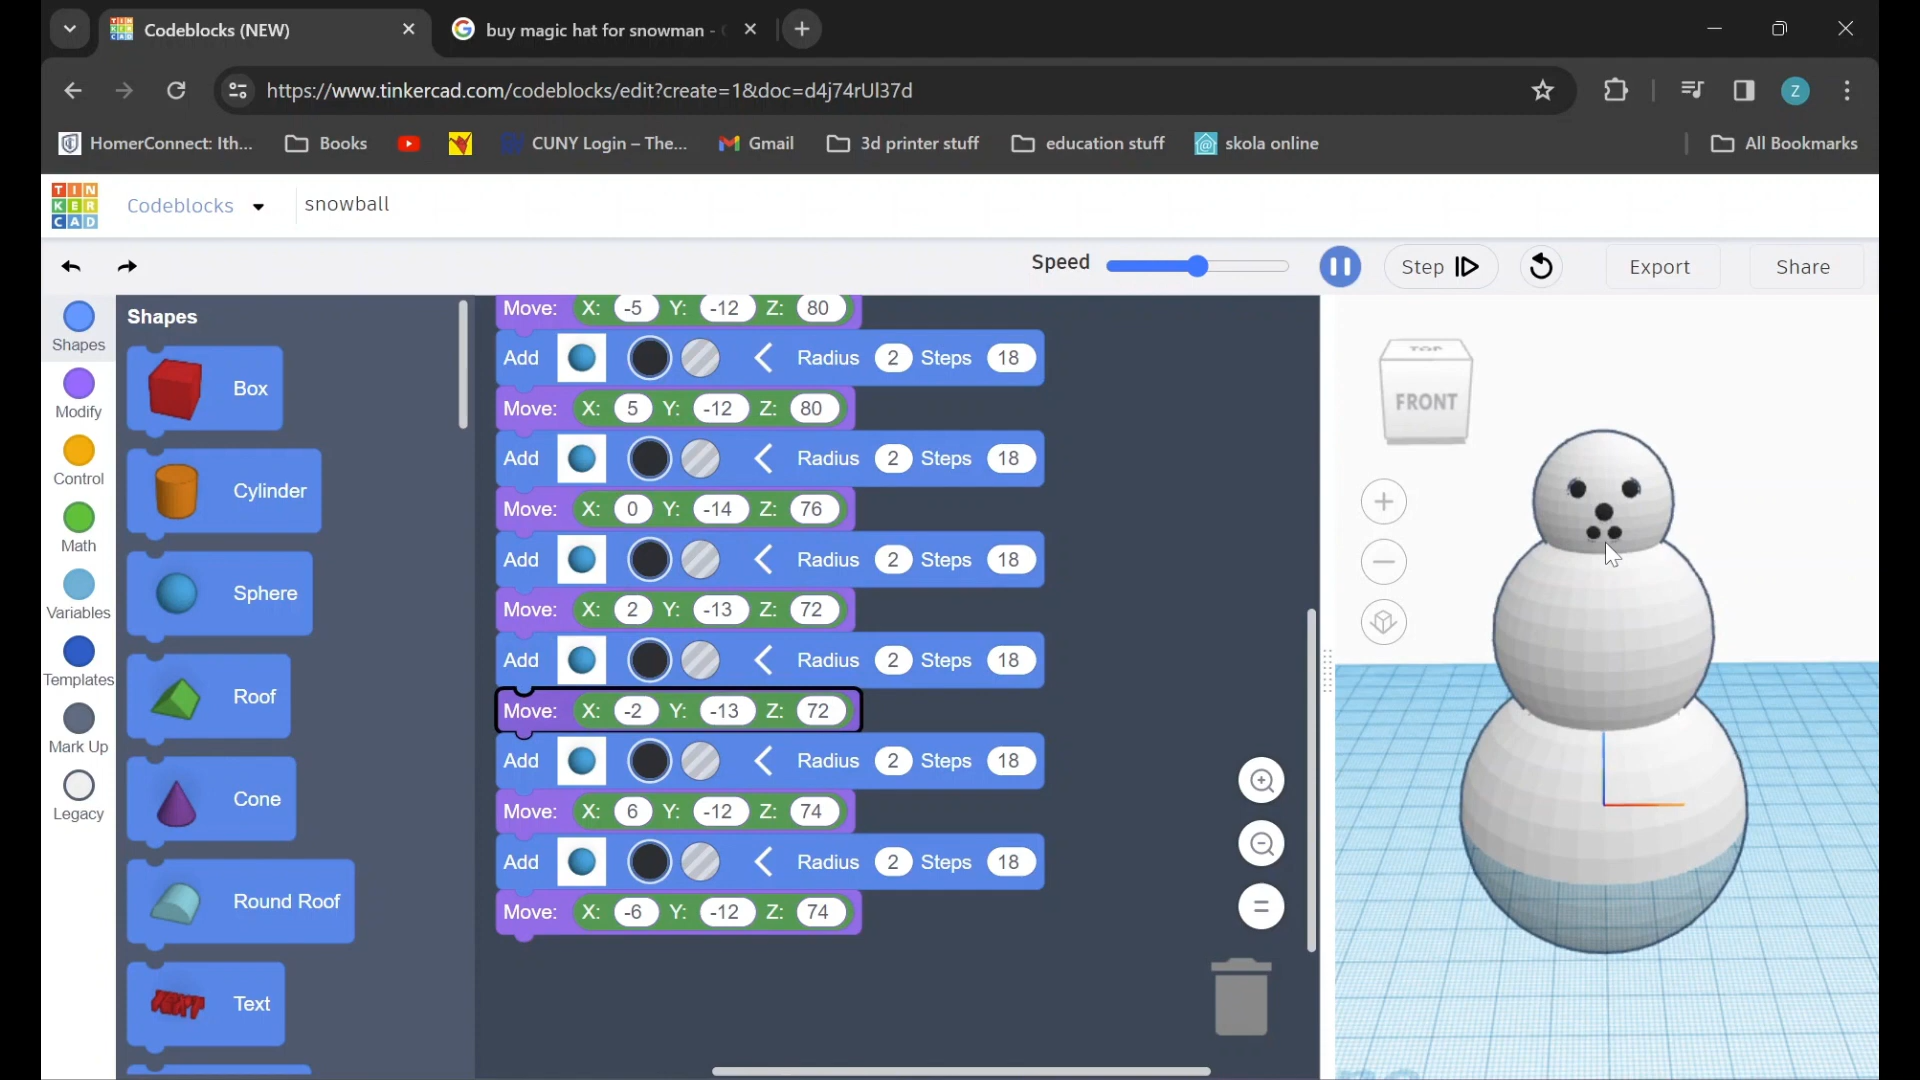 Codeblocks (NEW)
buy magic hat for snowman -
https://www.tinkercad.com/codeblocks/edit?create=1&doc=d4j74rUl37d
Z
HomerConnect: Ith...
Books
CUNY Login – The...
Gmail
3d printer stuff
education stuff
skola online
All Bookmarks
TIN
KER
CAD
Codeblocks
snowball
Speed
Step
Export
Share
Shapes
Modify
Control
Math
Variables
Templates
Mark Up
Legacy
Shapes
Box
Cylinder
Sphere
Roof
Cone
Round Roof
TEXT Text
Move: X: -5 Y: -12 Z: 80
Add Radius 2 Steps 18
Move: X: 5 Y: -12 Z: 80
Add Radius 2 Steps 18
Move: X: 0 Y: -14 Z: 76
Add Radius 2 Steps 18
Move: X: 2 Y: -13 Z: 72
Add Radius 2 Steps 18
Move: X: -2 Y: -13 Z: 72
Add Radius 2 Steps 18
Move: X: 6 Y: -12 Z: 74
Add Radius 2 Steps 18
Move: X: -6 Y: -12 Z: 74
TOP
FRONT